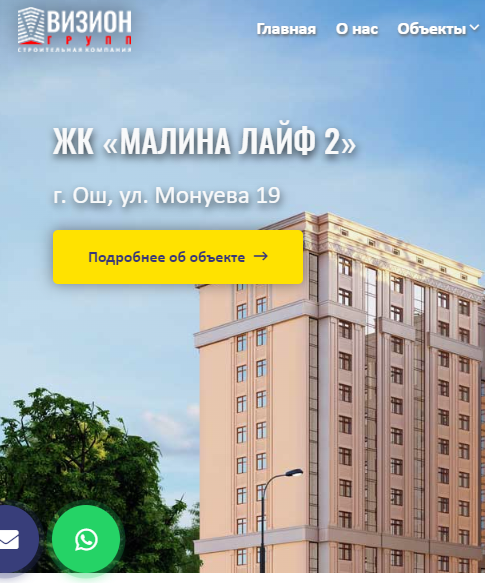 ВИЗИОН
ГРУПП
СТРОИТЕЛЬНАЯ КОМПАНИЯ
Главная
О нас
Объекты
ЖК «МАЛИНА ЛАЙФ 2»
г. Ош, ул. Монуева 19
Подробнее об объекте →